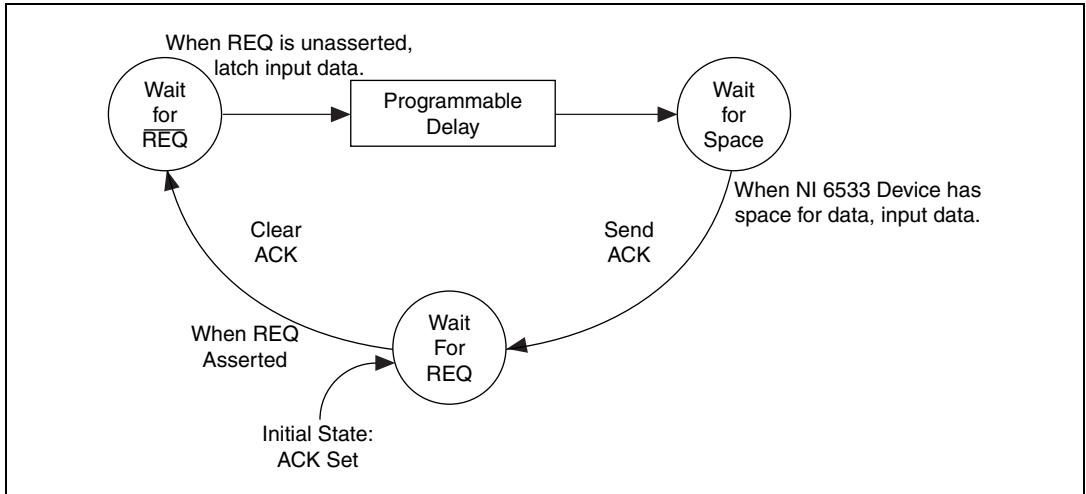 When REQ is unasserted,
latch input data.
Wait
for
R̅E̅Q̅
Programmable
Delay
Wait
for
Space
When NI 6533 Device has
space for data, input data.
Clear
ACK
Send
ACK
When REQ
Asserted
Wait
For
REQ
Initial State:
ACK Set